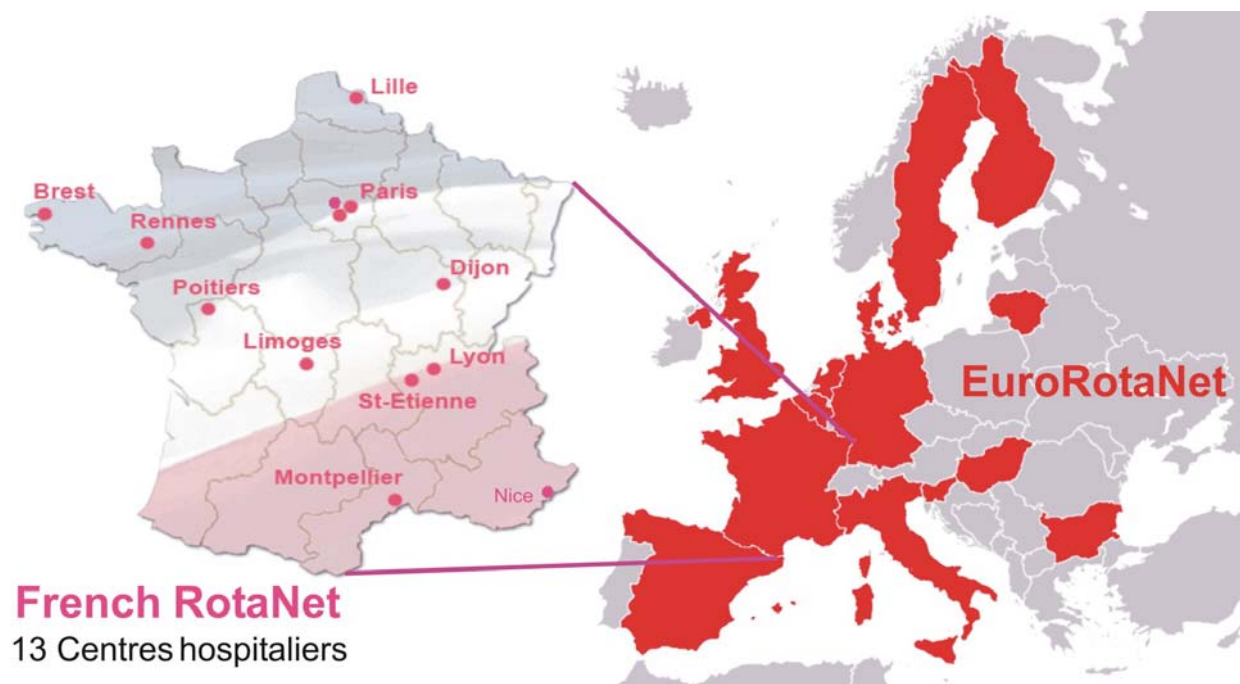 Lille
Brest
Paris
Rennes
Dijon
Poitiers
Limoges
Lyon
St-Etienne
Montpellier
Nice
EuroRotaNet
French RotaNet
13 Centres hospitaliers